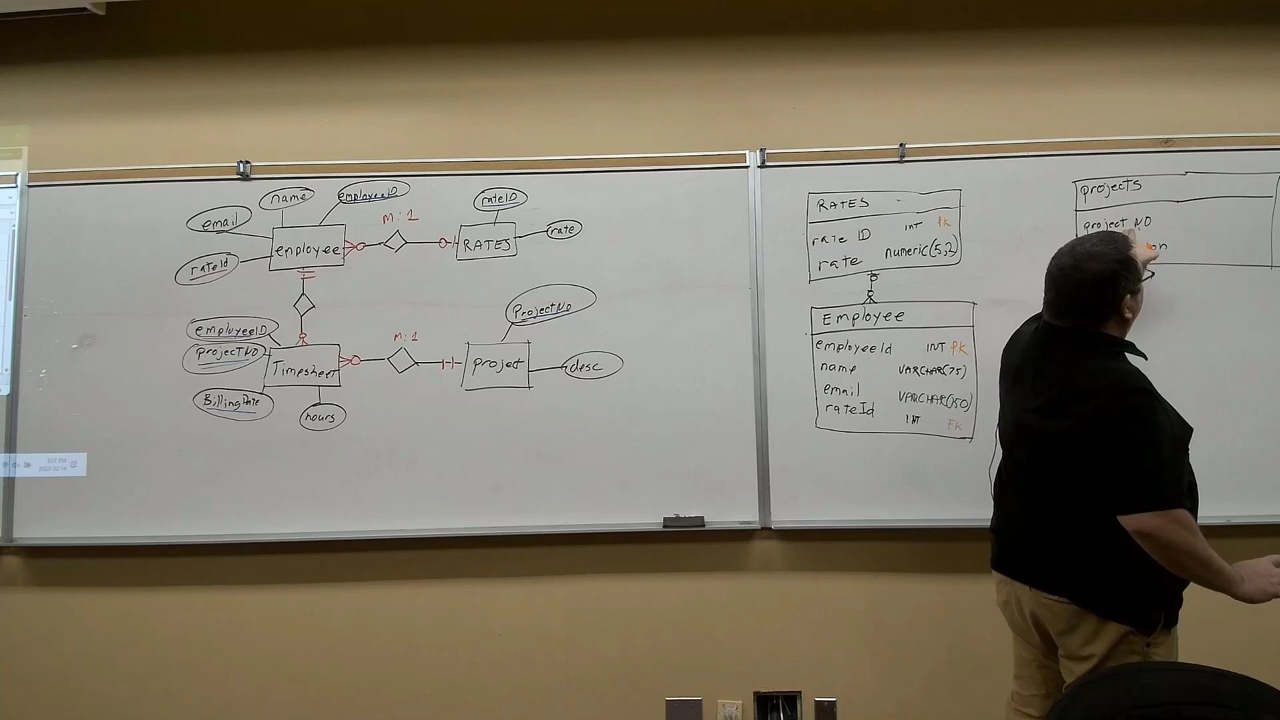 name
employeeID
email
M:1
rateID
rate
employee
RATES
rateId
employeeID
projectNO
Timesheet
BillingDate
hours
M:1
ProjectNo
project
desc
RATES
rate ID INT PK
rate numeric(5,2)
Employee
employeeId INT PK
name VARCHAR(75)
email VARCHAR(150)
rateId INT FK
projects
project NO